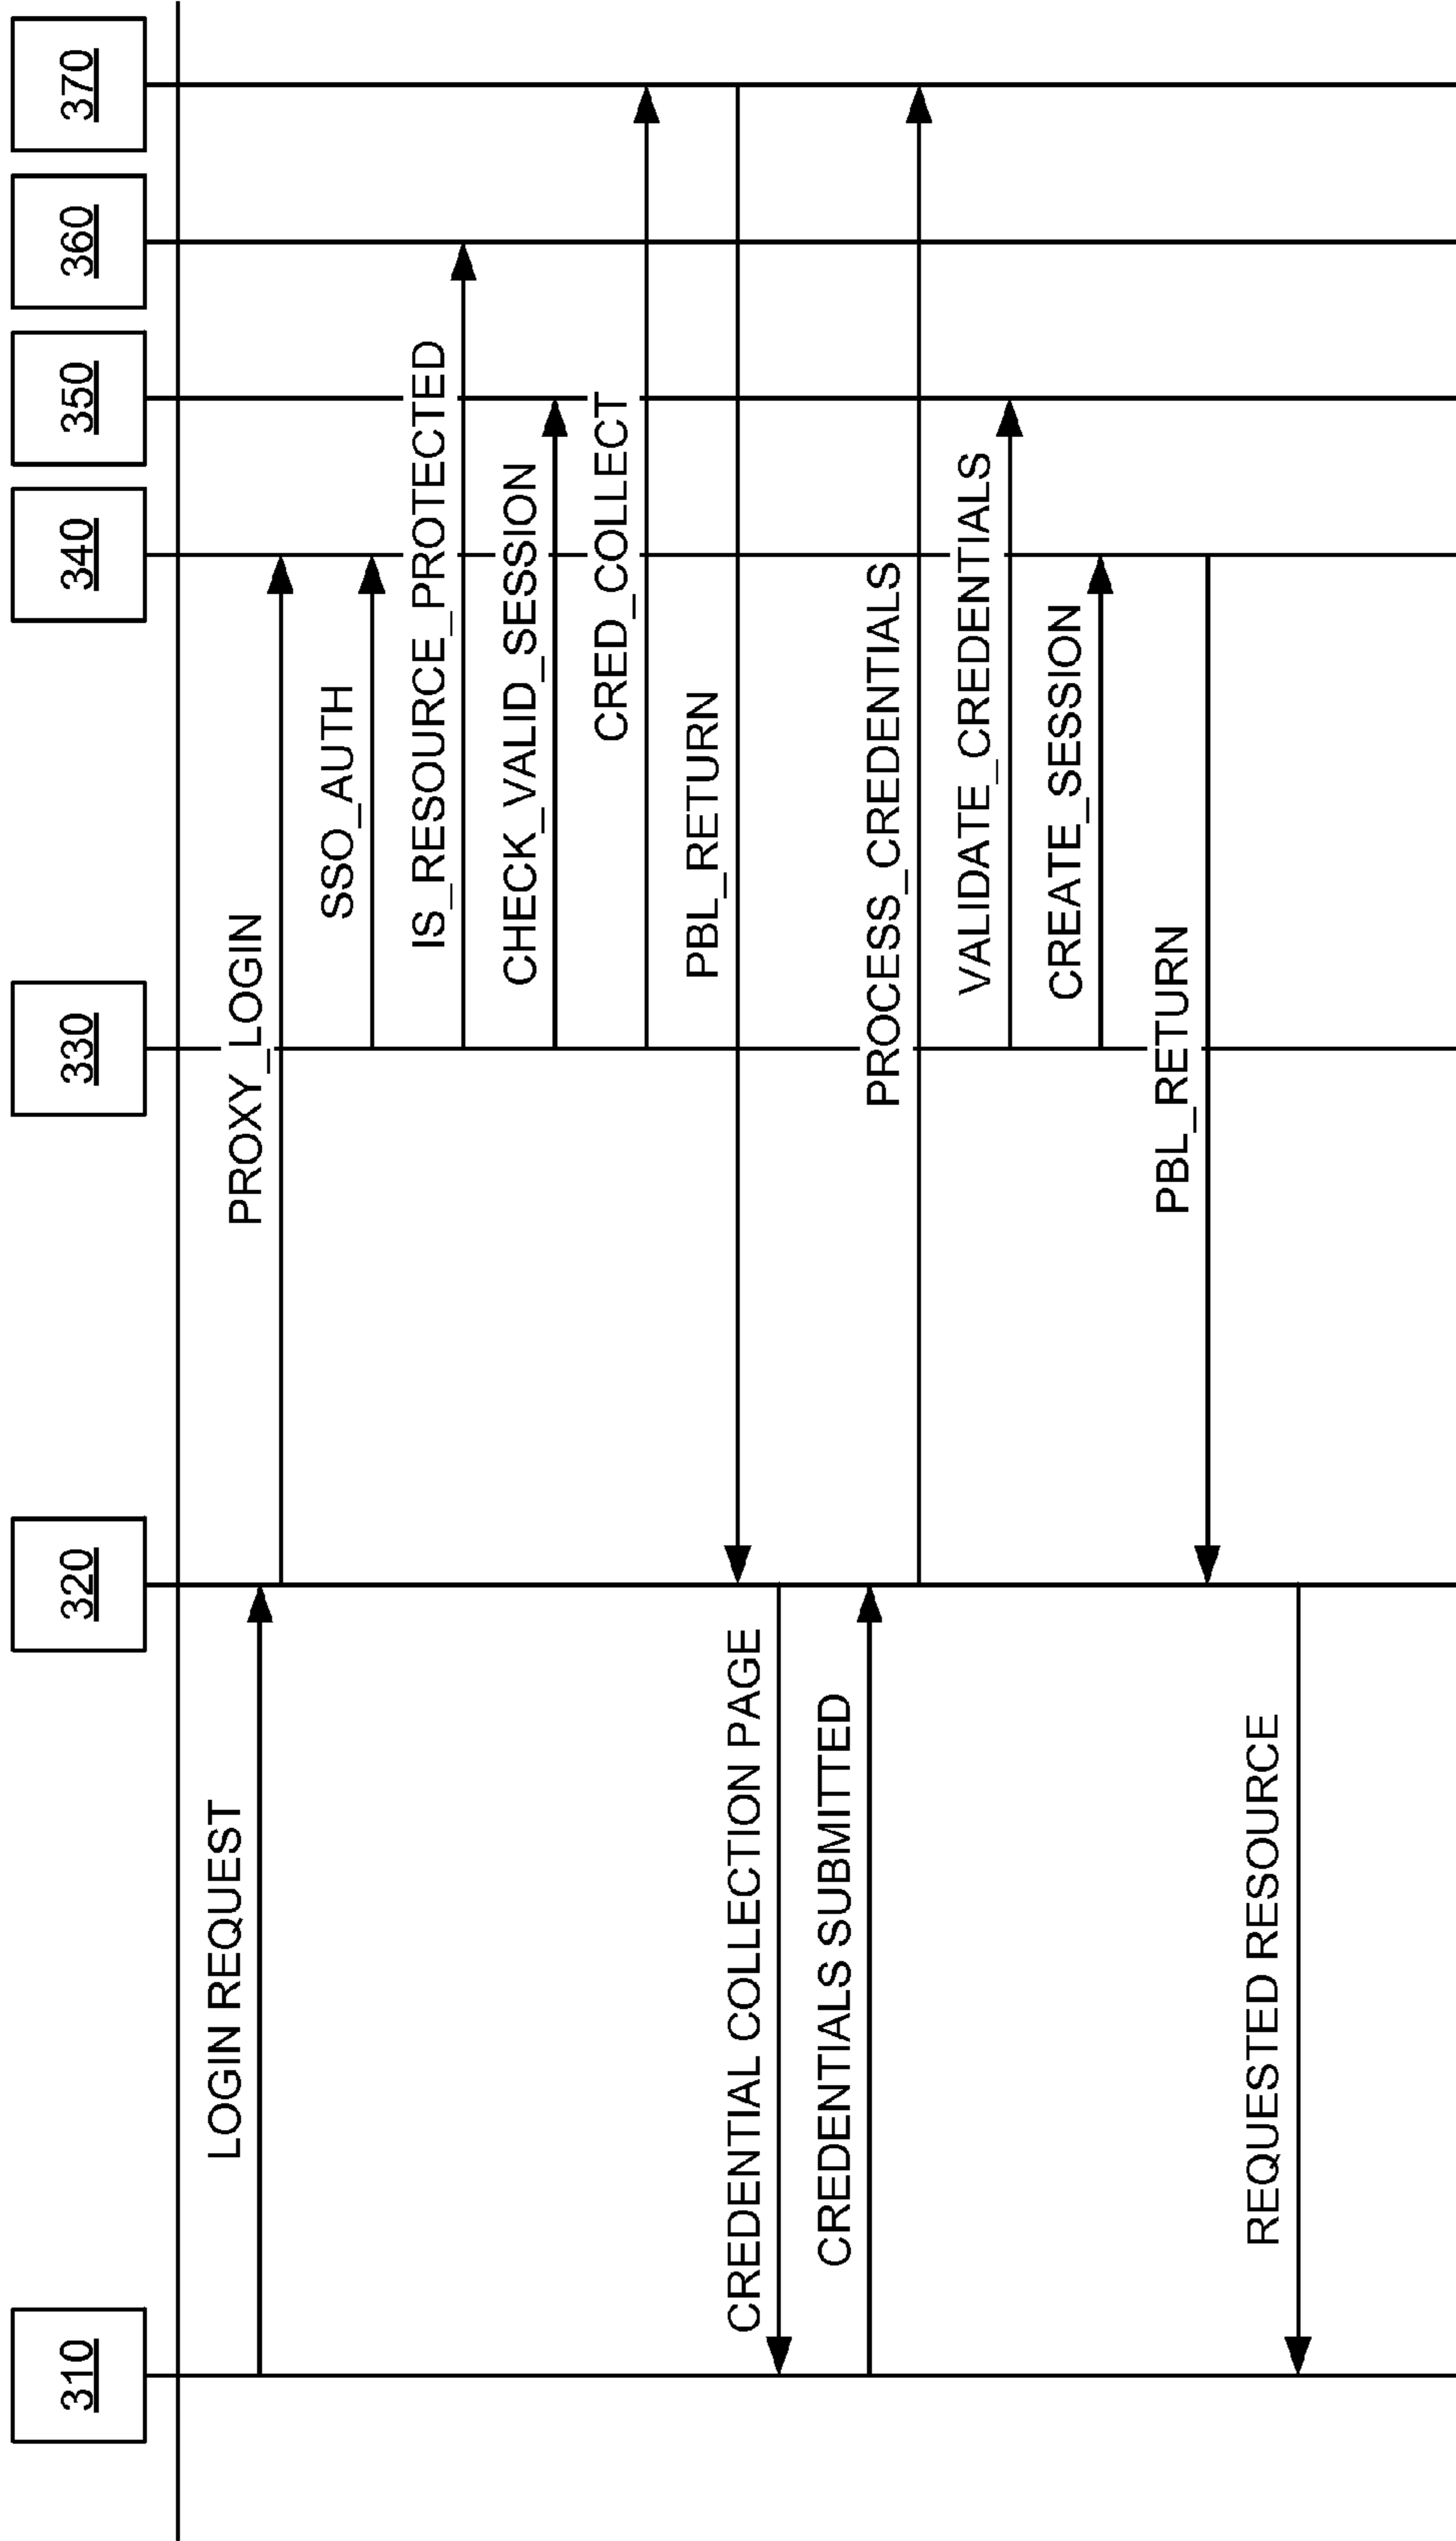 310
320
330
340
350
360
370
LOGIN REQUEST
PROXY_LOGIN
SSO_AUTH
IS_RESOURCE_PROTECTED
CHECK_VALID_SESSION
CRED_COLLECT
PBL_RETURN
CREDENTIAL COLLECTION PAGE
CREDENTIALS SUBMITTED
PROCESS_CREDENTIALS
VALIDATE_CREDENTIALS
CREATE_SESSION
PBL_RETURN
REQUESTED RESOURCE